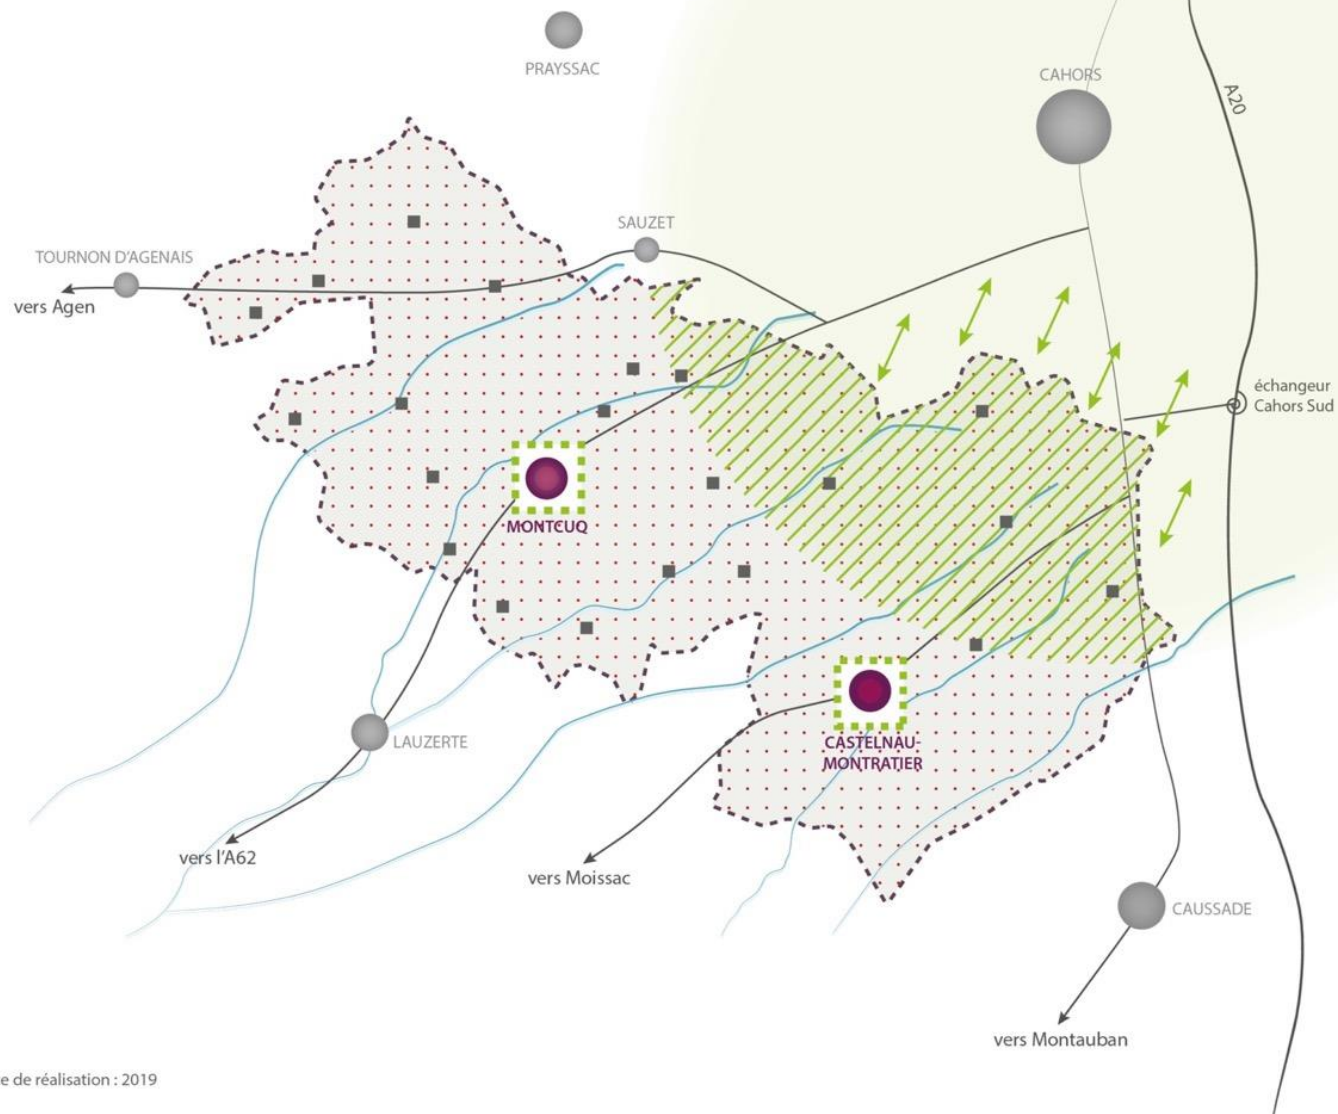 PRAYSSAC
CAHORS
A20
SAUZET
TOURNON D'AGENAIS
vers Agen
échangeur
Cahors Sud
MONTCUQ
LAUZERTE
CASTELNAU-
MONTRATIER
vers l'A62
vers Moissac
CAUSSADE
vers Montauban
e de réalisation : 2019